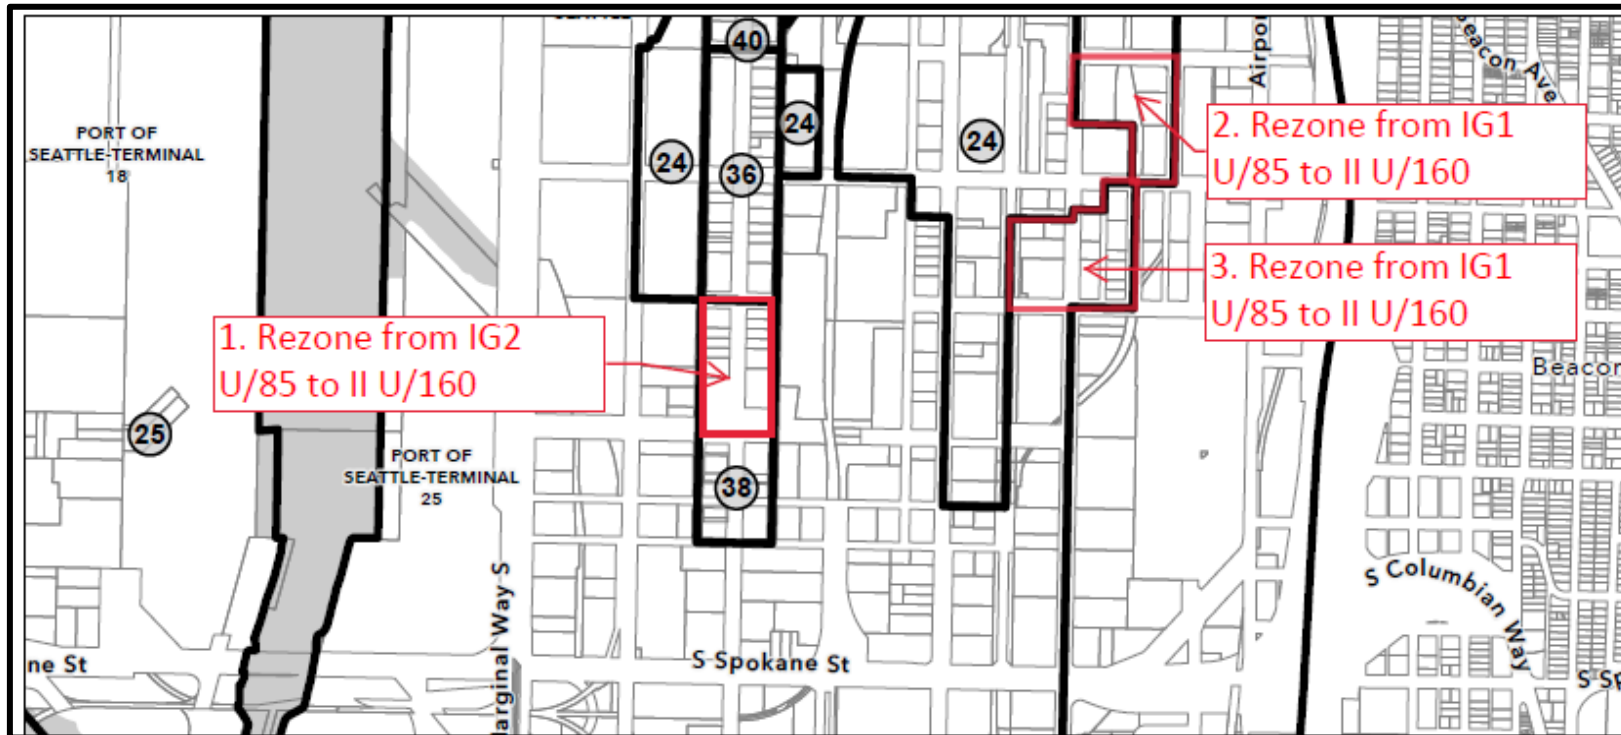 40
Airpor
Beacon Ave
PORT OF
SEATTLE-TERMINAL
18
24
24
36
24
2. Rezone from IG1
U/85 to II U/160
3. Rezone from IG1
U/85 to II U/160
1. Rezone from IG2
U/85 to II U/160
Beacon
25
PORT OF
SEATTLE-TERMINAL
25
38
S Columbian Way
Marginal Way S
ne St
S Spokane St
S Sp